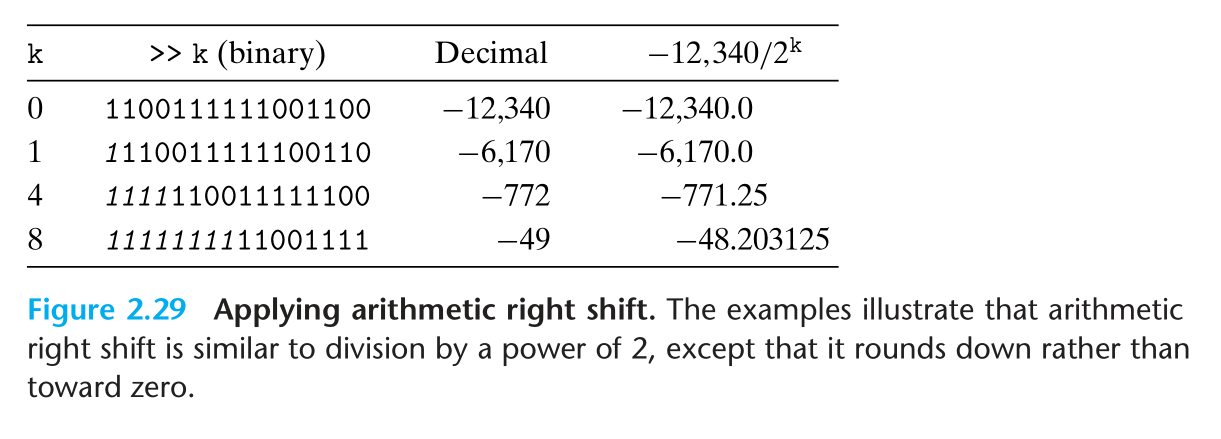 k >> k (binary) Decimal −12,340/2ᵏ
0 1100111111001100 −12,340 −12,340.0
1 1110011111100110 −6,170 −6,170.0
4 1111110011111100 −772 −771.25
8 1111111111001111 −49 −48.203125
Figure 2.29 Applying arithmetic right shift. The examples illustrate that arithmetic
right shift is similar to division by a power of 2, except that it rounds down rather than
toward zero.